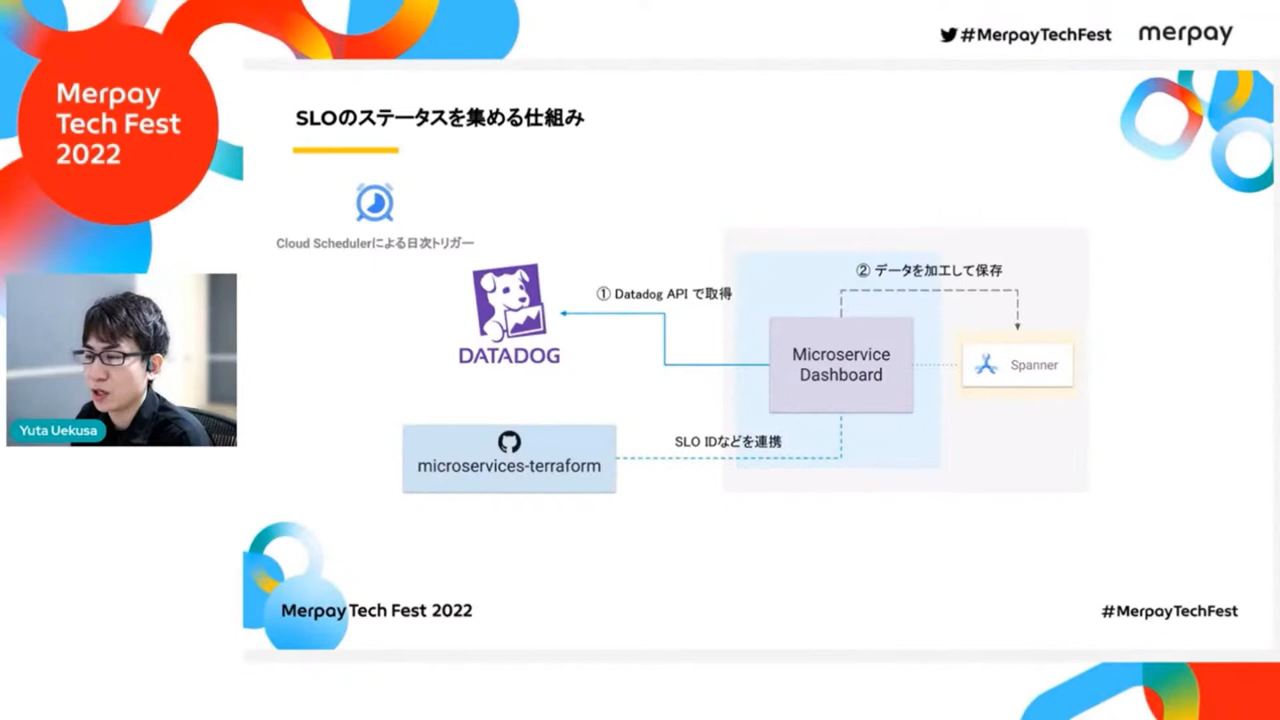 #MerpayTechFest
merpay
Merpay
Tech Fest
2022
SLOのステータスを集める仕組み
Cloud Schedulerによる日次トリガー
② データを加工して保存
① Datadog API で取得
DATADOG
Microservice
Dashboard
Spanner
Yuta Uekusa
SLO IDなどを連携
microservices-terraform
Merpay Tech Fest 2022
#MerpayTechFest